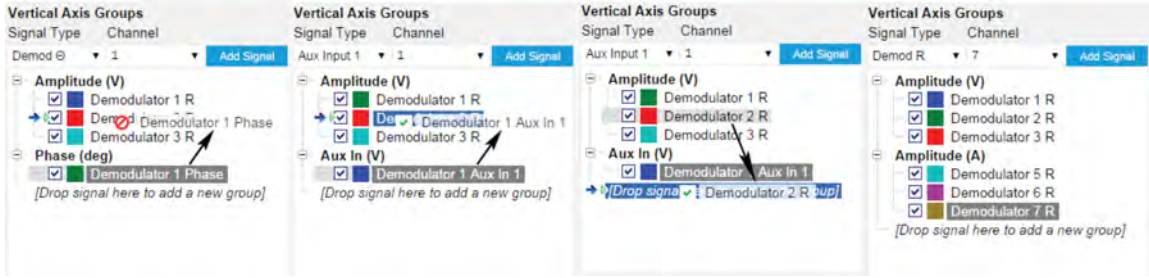 Vertical Axis Groups
Signal Type Channel
Demod Θ 1 Add Signal
Amplitude (V)
Demodulator 1 R
Demodulator 1 Phase
Demodulator 3 R
Phase (deg)
Demodulator 1 Phase
[Drop signal here to add a new group]
Vertical Axis Groups
Signal Type Channel
Aux Input 1 1 Add Signal
Amplitude (V)
Demodulator 1 R
De Demodulator 1 Aux In 1
Demodulator 3 R
Aux In (V)
Demodulator 1 Aux In 1
[Drop signal here to add a new group]
Vertical Axis Groups
Signal Type Channel
Aux Input 1 1 Add Signal
Amplitude (V)
Demodulator 1 R
Demodulator 2 R
Demodulator 3 R
Aux In (V)
Demodulator 1 Aux In 1
[Drop signa Demodulator 2 R oup]
Vertical Axis Groups
Signal Type Channel
Demod R 7 Add Signal
Amplitude (V)
Demodulator 1 R
Demodulator 2 R
Demodulator 3 R
Amplitude (A)
Demodulator 5 R
Demodulator 6 R
Demodulator 7 R
[Drop signal here to add a new group]